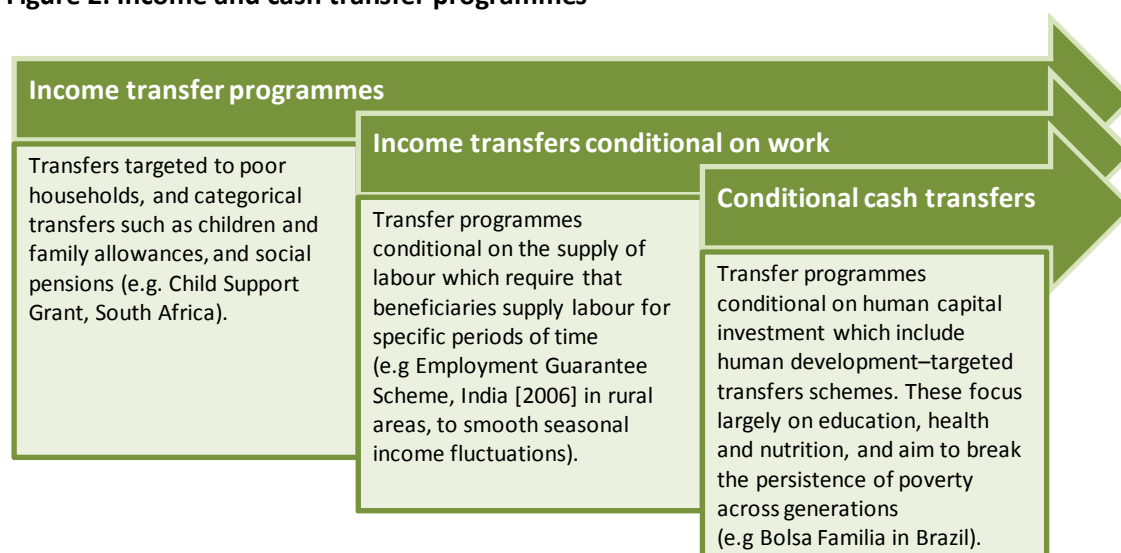 Figure 2: Income and cash transfer programmes
Income transfer programmes
Transfers targeted to poor
households, and categorical
transfers such as children and
family allowances, and social
pensions (e.g. Child Support
Grant, South Africa).
Income transfers conditional on work
Transfer programmes
conditional on the supply of
labour which require that
beneficiaries supply labour for
specific periods of time
(e.g Employment Guarantee
Scheme, India [2006] in rural
areas, to smooth seasonal
income fluctuations).
Conditional cash transfers
Transfer programmes
conditional on human capital
investment which include
human development–targeted
transfers schemes. These focus
largely on education, health
and nutrition, and aim to break
the persistence of poverty
across generations
(e.g Bolsa Familia in Brazil).